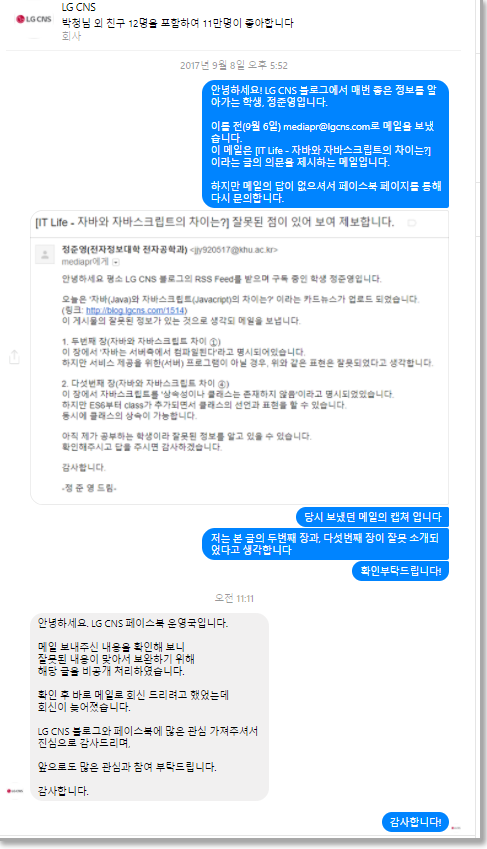 LG CNS
LG CNS
박청님 외 친구 12명을 포함하여 11만명이 좋아합니다
회사
2017년 9월 8일 오후 5:52
안녕하세요! LG CNS 블로그에서 매번 좋은 정보를 알
아가는 학생, 정준영입니다.
이틀 전(9월 6일) mediapr@lgcns.com로 메일을 보냈
습니다.
이 메일은 [IT Life - 자바와 자바스크립트의 차이는?]
이라는 글의 의문을 제시하는 메일입니다.
하지만 메일의 답이 없으셔서 페이스북 페이지를 통해
다시 문의합니다.
[IT Life - 자바와 자바스크립트의 차이는?] 잘못된 점이 있어 보여 제보합니다.
정준영(전자정보대학 전자공학과) <jjy920517@khu.ac.kr>
mediapr에게
안녕하세요 평소 LG CNS 블로그의 RSS Feed를 받으며 구독 중인 학생 정준영입니다.
오늘은 '자바(Java)와 자바스크립트(Javacript)의 차이는?' 이라는 카드뉴스가 업로드 되었습니다.
(링크: http://blog.lgcns.com/1514)
이 게시물의 잘못된 정보가 있는 것으로 생각되 메일을 보냅니다.
1. 두번째 장(자바와 자바스크립트 차이 ①)
이 장에서 '자바는 서버측에서 컴파일된다'라고 명시되어있습니다.
하지만 서비스 제공을 위한(서버) 프로그램이 아닐 경우, 위와 같은 표현은 잘못되었다고 생각합니다.
2. 다섯번째 장(자바와 자바스크립트 차이 ④)
이 장에서 자바스크립트를 '상속성이나 클래스는 존재하지 않음'이라고 명시되었있습니다.
하지만 ES6부터 class가 추가되면서 클래스의 선언과 표현을 할 수 있습니다.
동시에 클래스의 상속이 가능합니다.
아직 제가 공부하는 학생이라 잘못된 정보를 알고 있을 수 있습니다.
확인해주시고 답을 주시면 감사하겠습니다.
감사합니다.
-정 준 영 드림-
당시 보냈던 메일의 캡쳐 입니다
저는 본 글의 두번째 장과, 다섯번째 장이 잘못 소개되
었다고 생각합니다
확인부탁드립니다!
오전 11:11
안녕하세요. LG CNS 페이스북 운영국입니다.
메일 보내주신 내용을 확인해 보니
잘못된 내용이 맞아서 보완하기 위해
해당 글을 비공개 처리하였습니다.
확인 후 바로 메일로 회신 드리려고 했었는데
회신이 늦어졌습니다.
LG CNS 블로그와 페이스북에 많은 관심 가져주셔서
진심으로 감사드리며,
앞으로도 많은 관심과 참여 부탁드립니다.
감사합니다.
감사합니다!